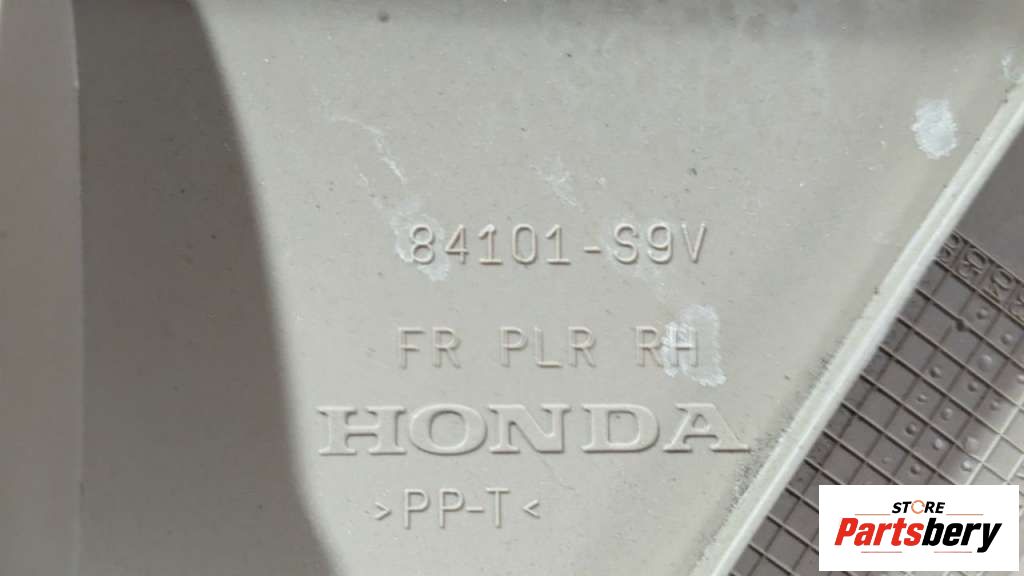 84101-S9V
FR PLR RH
HONDA
>PP-T<
STORE
Partsbery